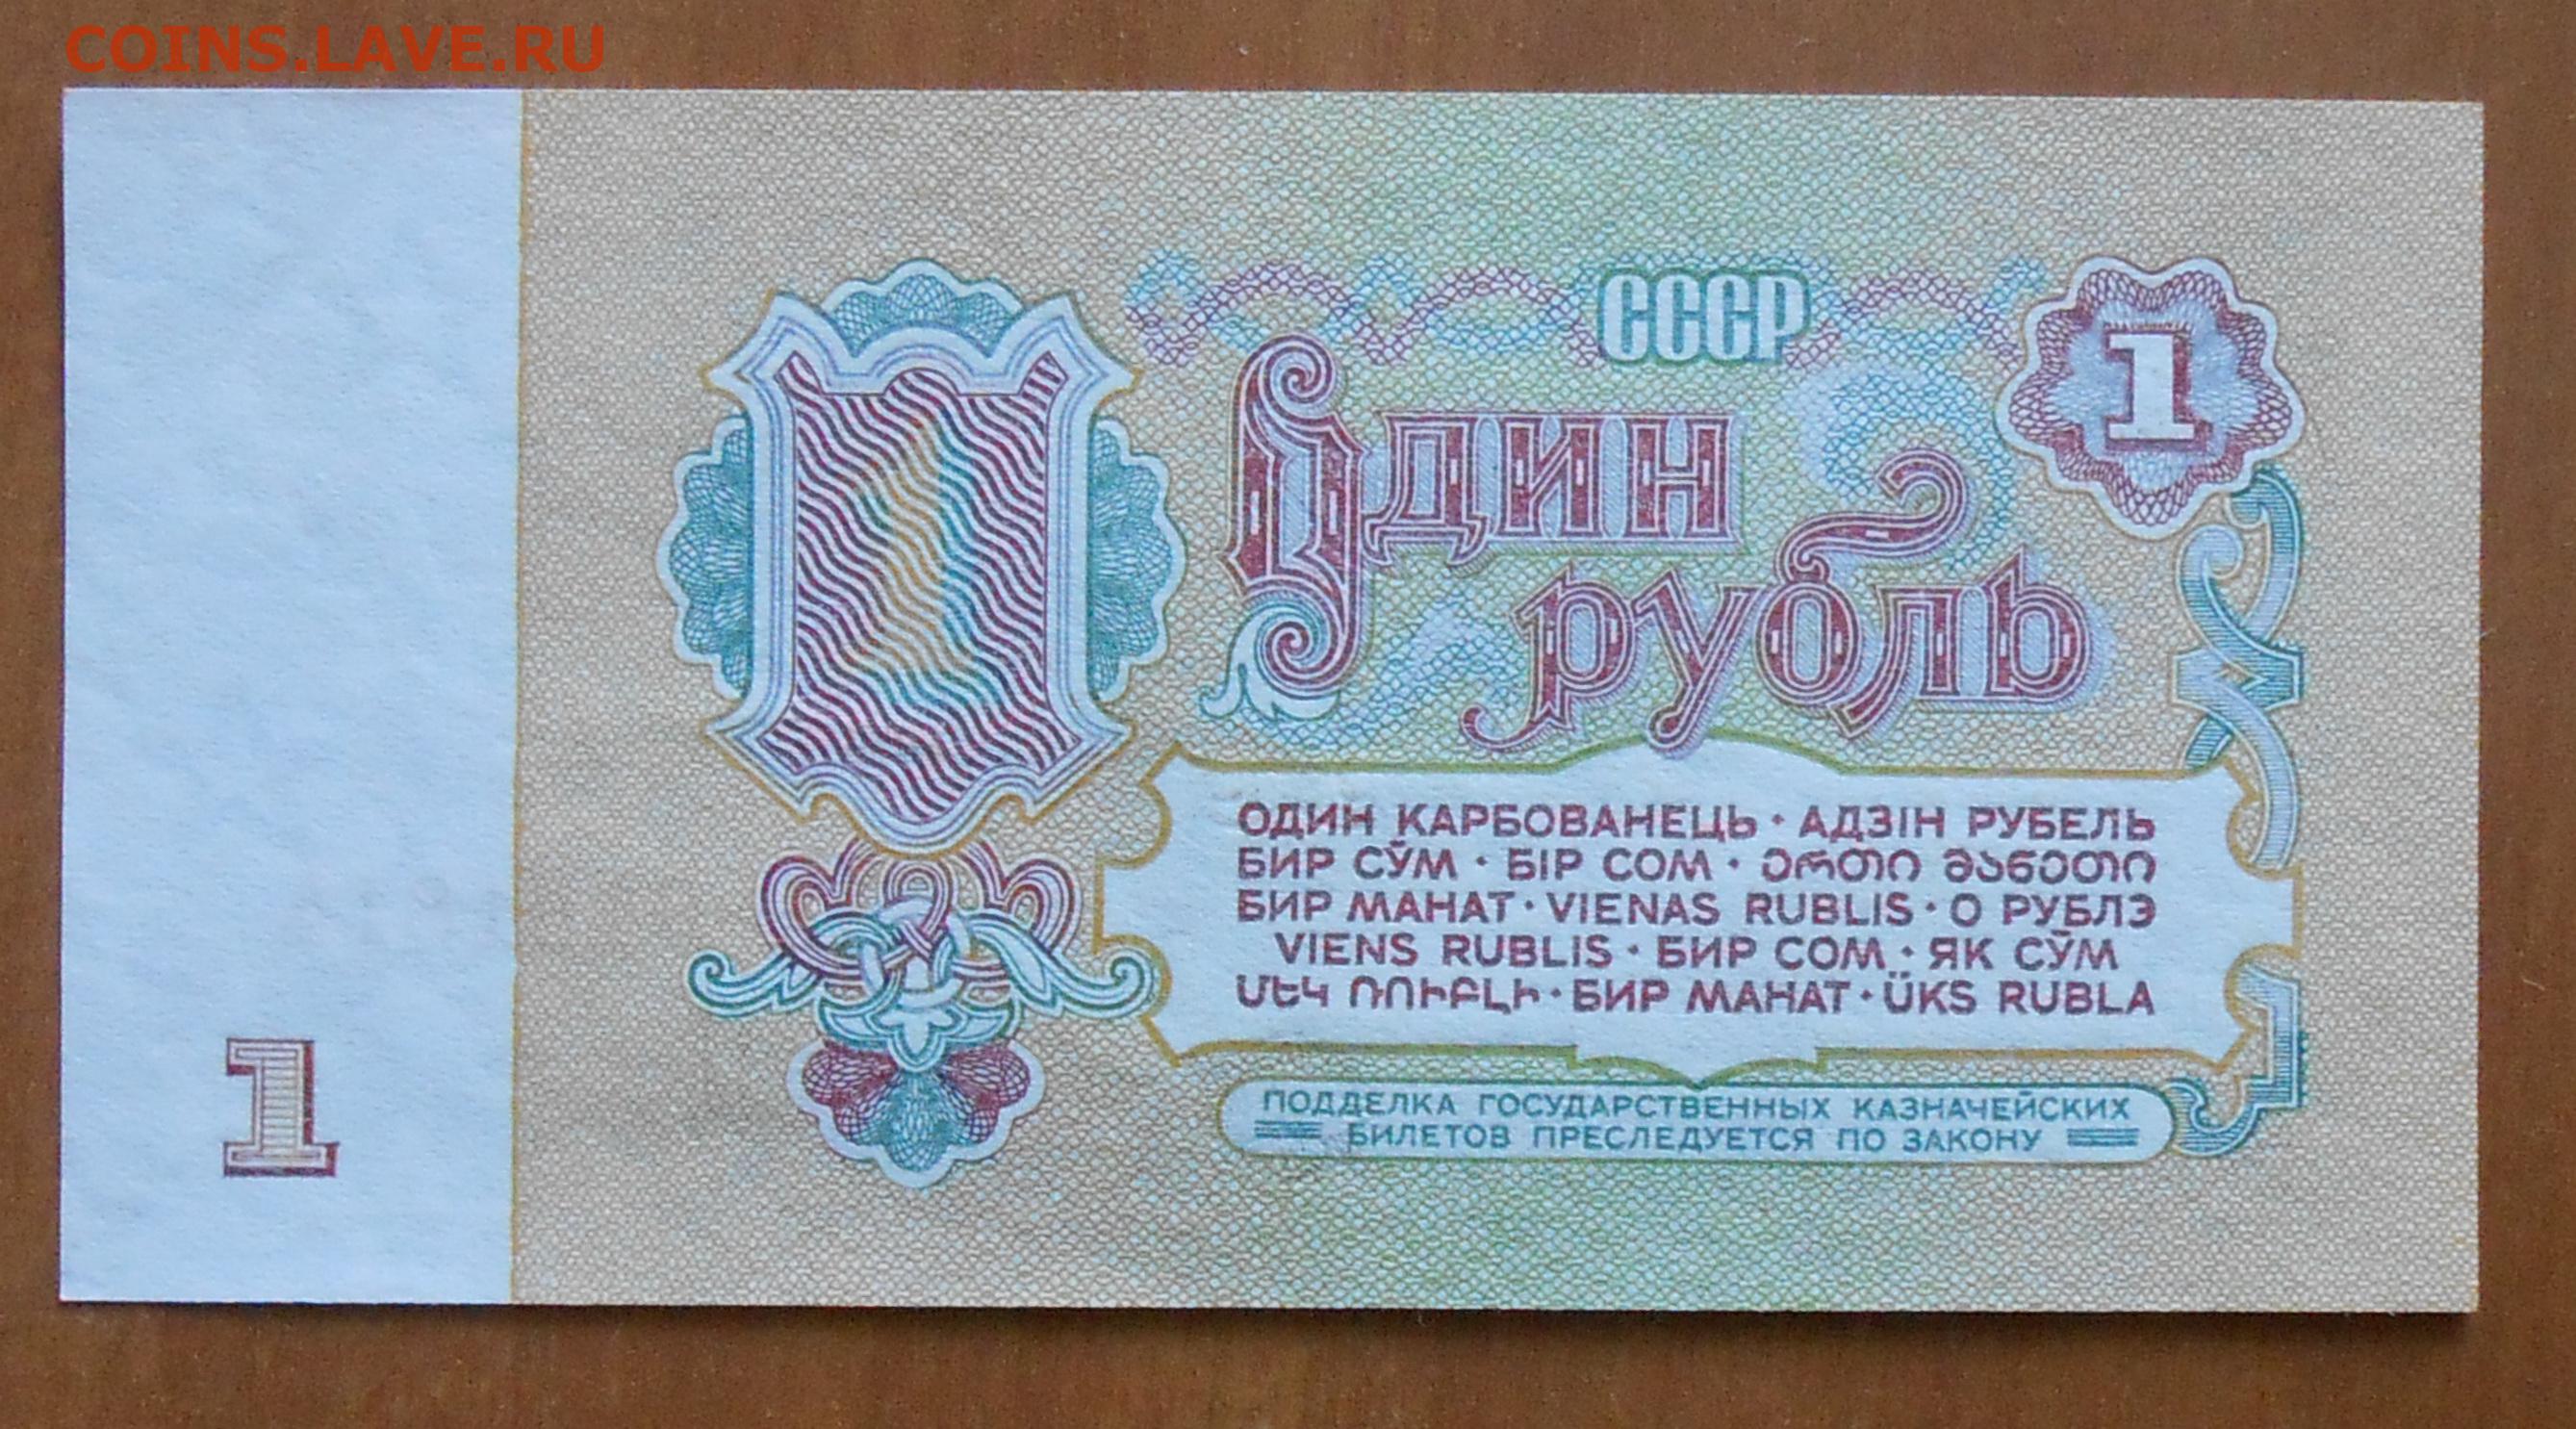 COINS.LAVE.RU
СССР
1
Один
рубль
ОДИН КАРБОВАНЕЦЬ · АДЗІН РУБЕЛЬ
БИР СЎМ · БІР СОМ · ერთი მანეთი
БИР МАНАТ · VIENAS RUBLIS · О РУБЛЭ
VIENS RUBLIS · БИР СОМ · ЯК СӮМ
ՄԵԿ ՌՈՒԲԼԻ · БИР МАНАТ · ÜKS RUBLA
1
ПОДДЕЛКА ГОСУДАРСТВЕННЫХ КАЗНАЧЕЙСКИХ
БИЛЕТОВ ПРЕСЛЕДУЕТСЯ ПО ЗАКОНУ